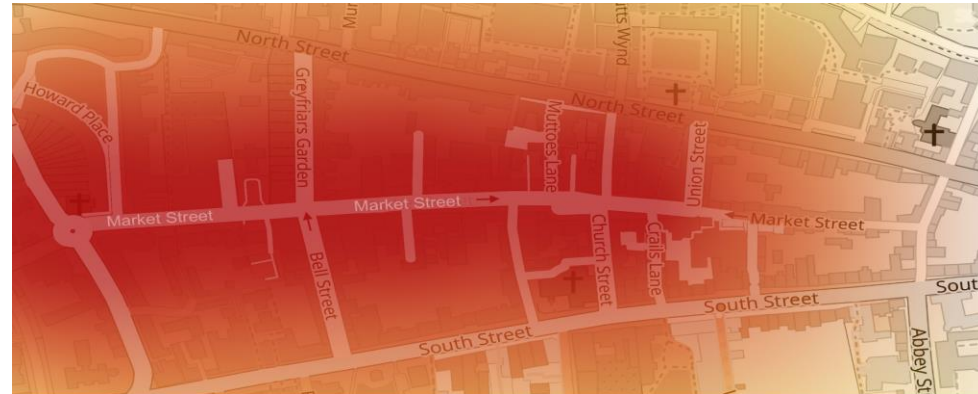 North Street
Howard Place
Greyfriars Garden
North Street
Muttoes Lane
Union Street
Market Street
Market Street
Market Street
Bell Street
Church Street
Crails Lane
South Street
South Street
Abbey St